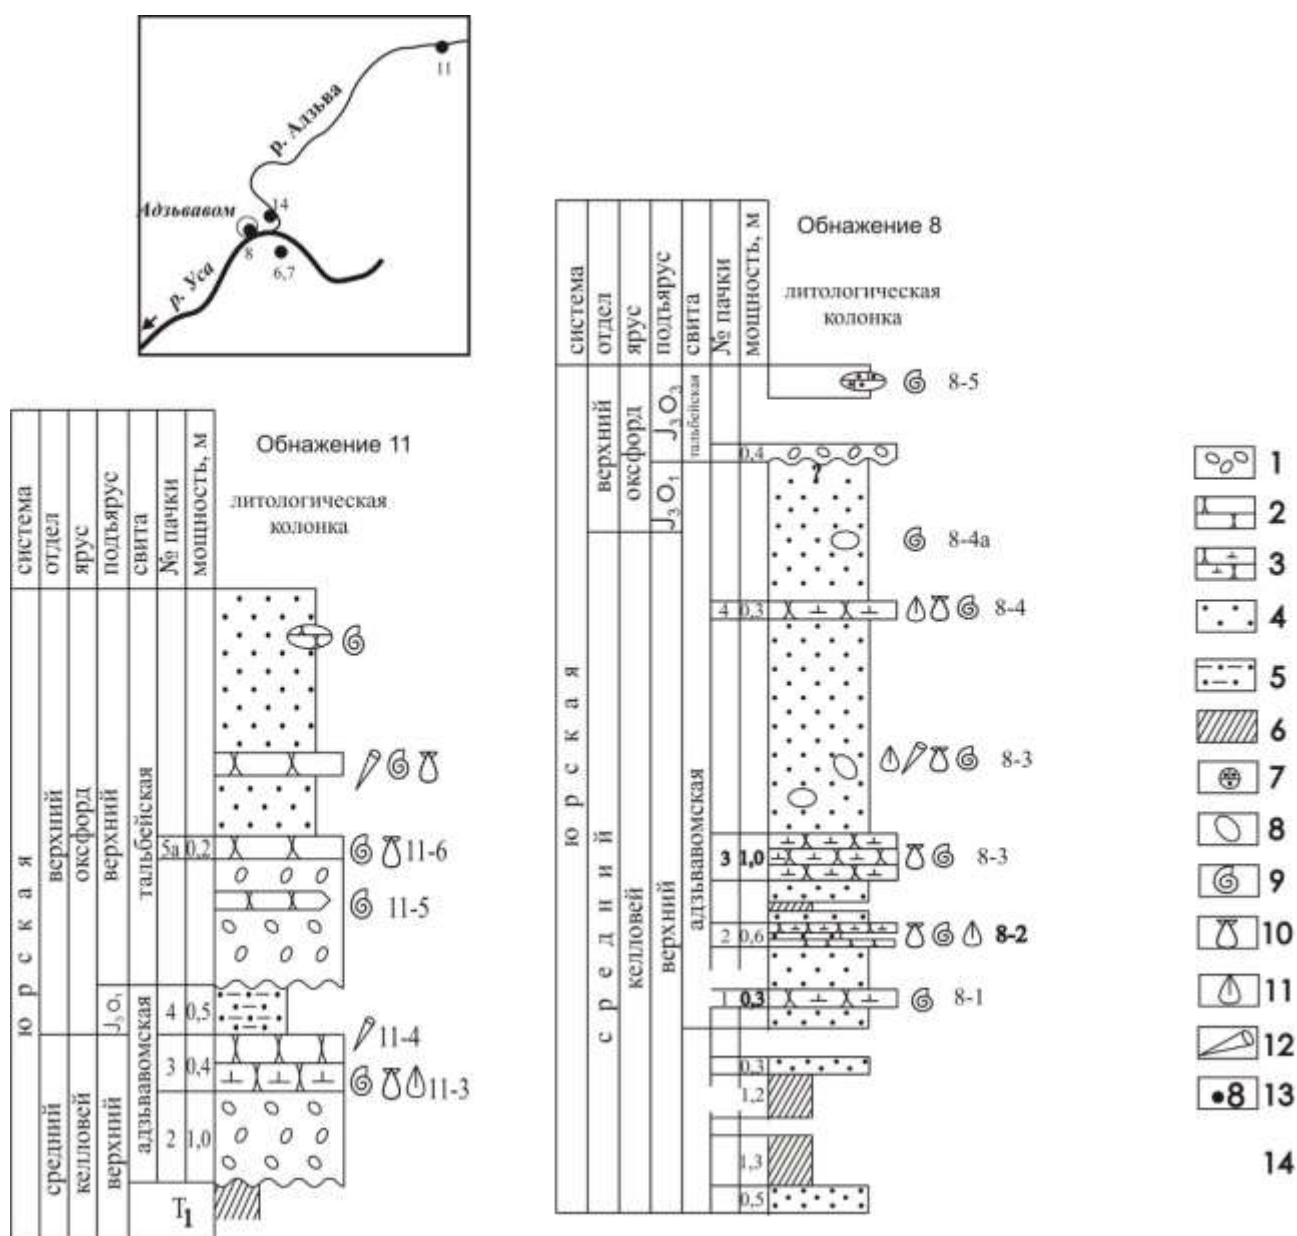 11
р. Адзьва
Адзьвавом
14
8
6,7
р. Уса
Обнажение 11
система
отдел
ярус
подъярус
свита
№ пачки
мощность, м
литологическая
колонка
юрская
верхний
оксфорд
верхний
тальбейская
5а 0,2
11-6
11-5
J₃O₁
адзьвавомская
4 0,5
11-4
3 0,4
11-3
2 1,0
средний
келловей
верхний
T₁
Обнажение 8
система
отдел
ярус
подъярус
свита
№ пачки
мощность, м
литологическая
колонка
юрская
верхний
оксфорд
J₃O₃
тальбейская
8-5
0,4
J₃O₁
?
8-4а
4 0,3
8-4
8-3
3 1,0
8-3
2 0,6
8-2
1 0,3
8-1
средний
келловей
верхний
адзьвавомская
0,3
1,2
1,3
0,5
1
2
3
4
5
6
7
8
9
10
11
12
8 13
14